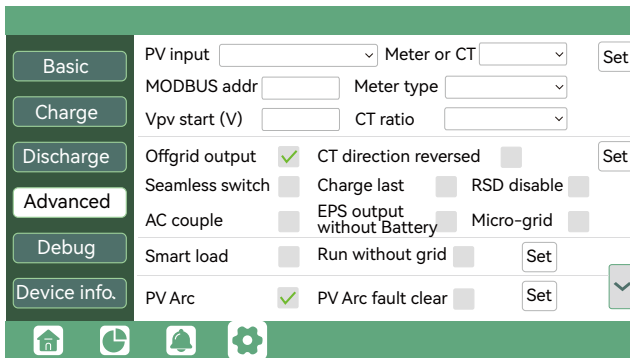 Basic
Charge
Discharge
Advanced
Debug
Device info.
PV input Meter or CT Set
MODBUS addr Meter type
Vpv start (V) CT ratio
Offgrid output CT direction reversed Set
Seamless switch Charge last RSD disable
AC couple EPS output without Battery Micro-grid
Smart load Run without grid Set
PV Arc PV Arc fault clear Set